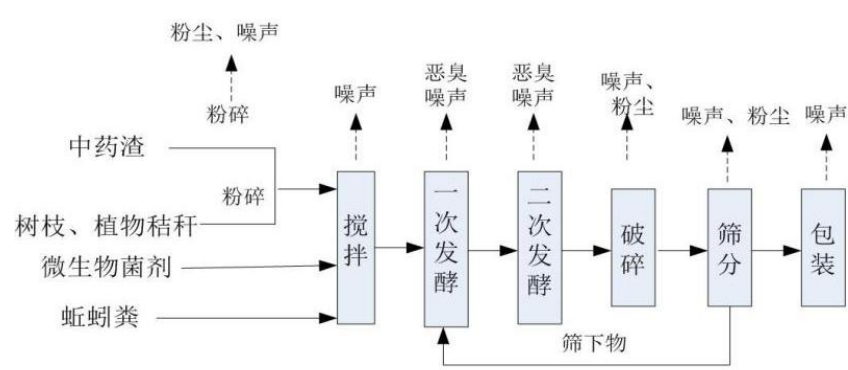 粉尘、噪声
粉碎
噪声
恶臭
噪声
恶臭
噪声
噪声、
粉尘
噪声、粉尘
噪声
中药渣
粉碎
树枝、植物秸秆
微生物菌剂
蚯蚓粪
搅拌
一次发酵
二次发酵
破碎
筛分
包装
筛下物